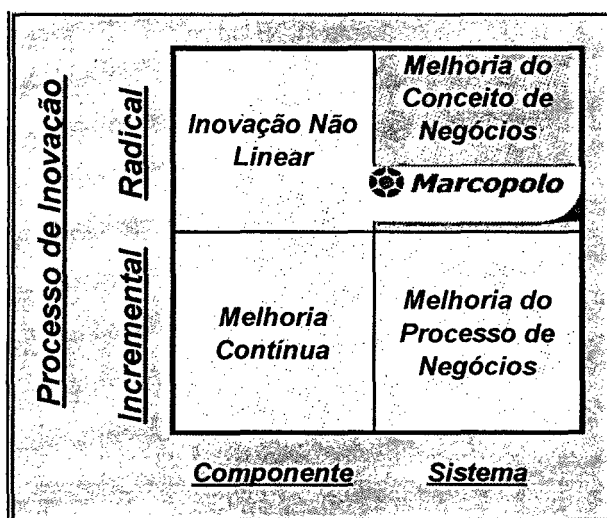 Processo de Inovação
Radical
Incremental
Inovação Não
Linear
Melhoria do
Conceito de
Negócios
Marcopolo
Melhoria
Contínua
Melhoria do
Processo de
Negócios
Componente
Sistema